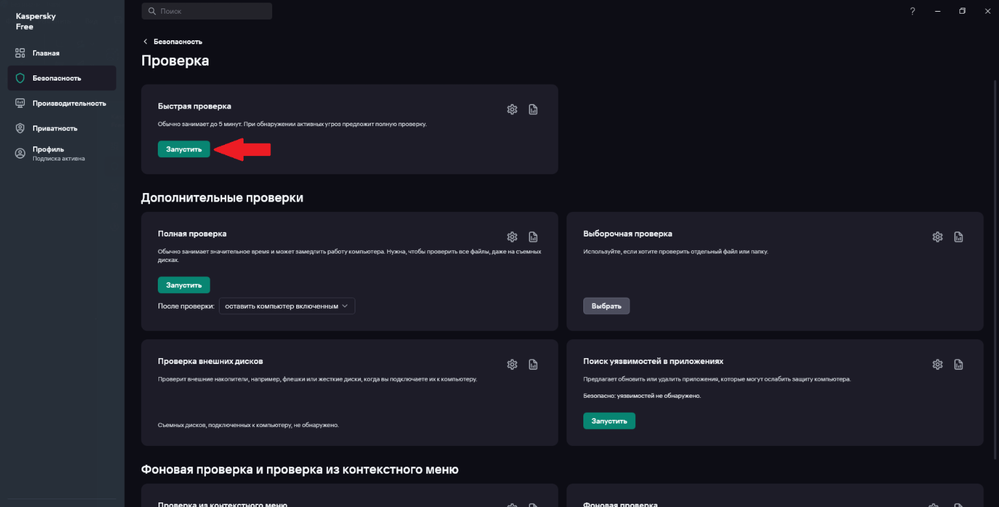 Kaspersky
Free
Поиск
Главная
Безопасность
Производительность
Приватность
Профиль
Подписка активна
Безопасность
Проверка
Быстрая проверка
Обычно занимает до 5 минут. При обнаружении активных угроз предложит полную проверку.
Запустить
Дополнительные проверки
Полная проверка
Обычно занимает значительное время и может замедлить работу компьютера. Нужна, чтобы проверить все файлы, даже на съемных
дисках.
Запустить
После проверки: оставить компьютер включенным
Выборочная проверка
Используйте, если хотите проверить отдельный файл или папку.
Выбрать
Проверка внешних дисков
Проверит внешние накопители, например, флешки или жесткие диски, когда вы подключаете их к компьютеру.
Съемных дисков, подключенных к компьютеру, не обнаружено.
Поиск уязвимостей в приложениях
Предлагает обновить или удалить приложения, которые могут ослабить защиту компьютера.
Безопасно: уязвимостей не обнаружено.
Запустить
Фоновая проверка и проверка из контекстного меню
Проверка из контекстного меню
Фоновая проверка